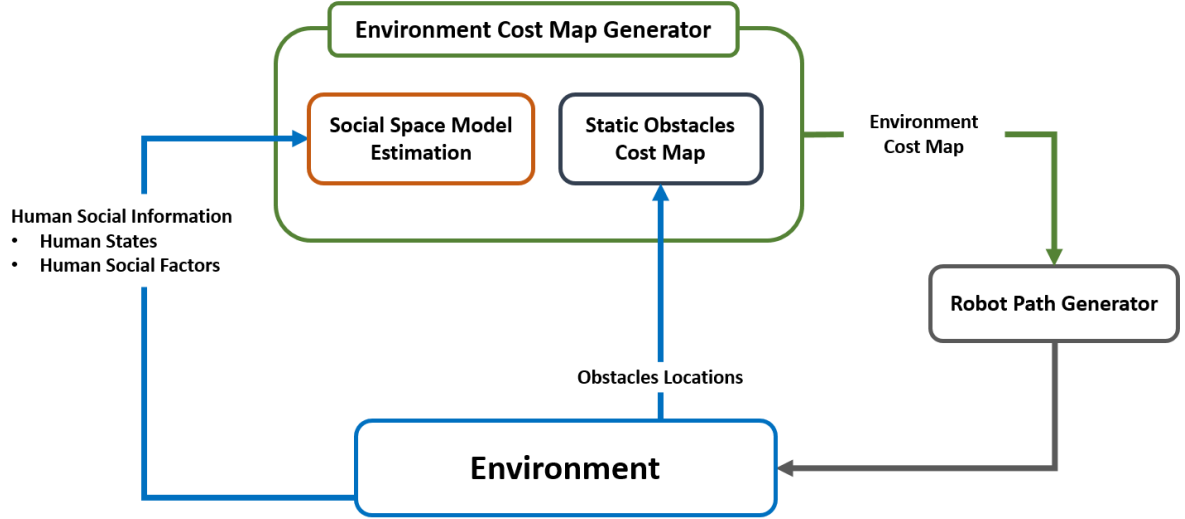 Environment Cost Map Generator
Social Space Model
Estimation
Static Obstacles
Cost Map
Environment
Cost Map
Human Social Information
• Human States
• Human Social Factors
Robot Path Generator
Obstacles Locations
Environment